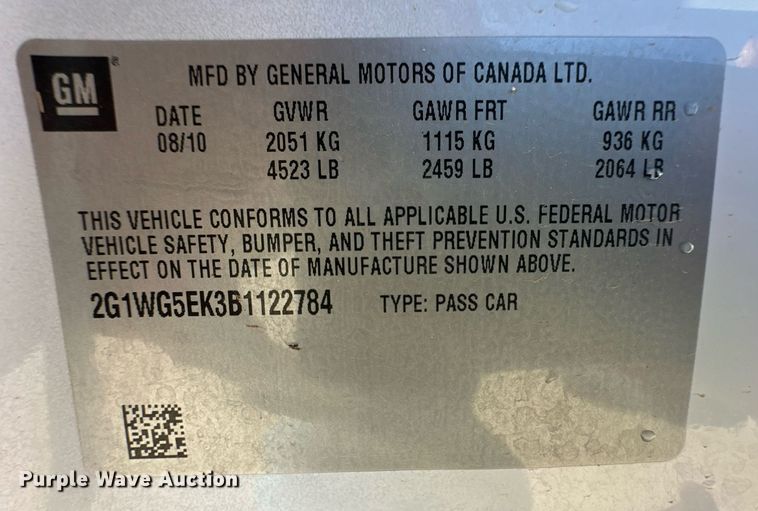 GM
MFD BY GENERAL MOTORS OF CANADA LTD.
DATE GVWR GAWR FRT GAWR RR
08/10 2051 KG 1115 KG 936 KG
4523 LB 2459 LB 2064 LB
THIS VEHICLE CONFORMS TO ALL APPLICABLE U.S. FEDERAL MOTOR
VEHICLE SAFETY, BUMPER, AND THEFT PREVENTION STANDARDS IN
EFFECT ON THE DATE OF MANUFACTURE SHOWN ABOVE.
2G1WG5EK3B1122784 TYPE: PASS CAR
Purple Wave Auction